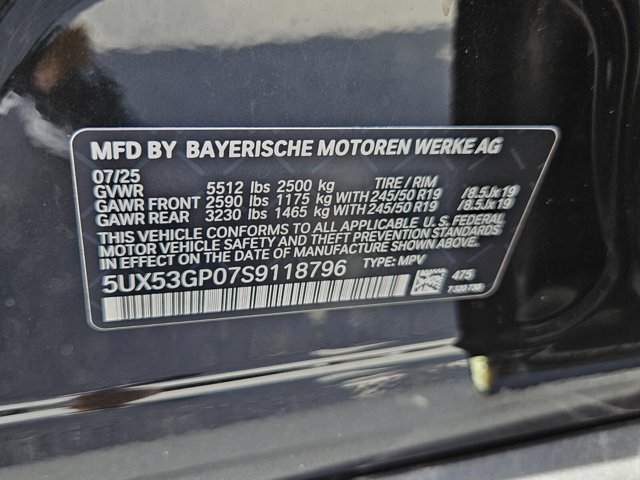 MFD BY BAYERISCHE MOTOREN WERKE AG
07/25
GVWR 5512 lbs 2500 kg TIRE / RIM
GAWR FRONT 2590 lbs 1175 kg WITH 245/50 R19 /8.5Jx19
GAWR REAR 3230 lbs 1465 kg WITH 245/50 R19 /8.5Jx19
THIS VEHICLE CONFORMS TO ALL APPLICABLE U.S. FEDERAL
MOTOR VEHICLE SAFETY, AND THEFT PREVENTION STANDARDS
IN EFFECT ON THE DATE OF MANUFACTURE SHOWN ABOVE.
5UX53GP07S9118796 TYPE: MPV
475
7 320 738